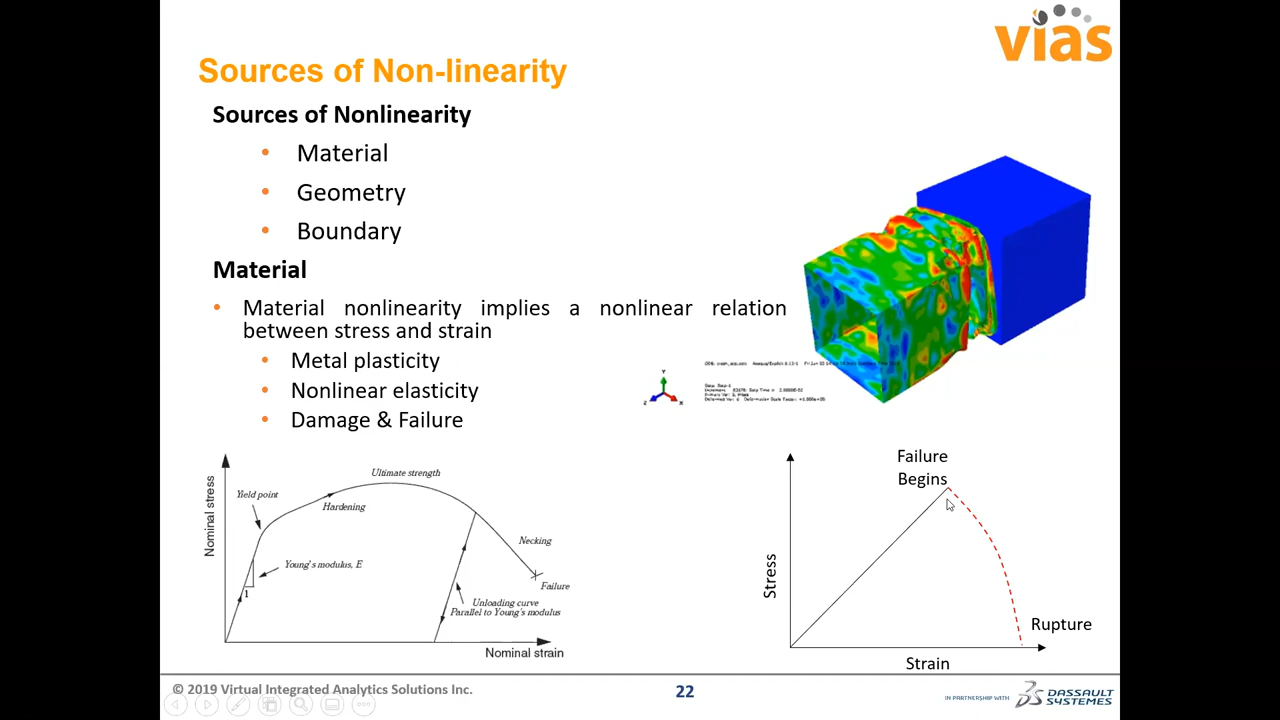 vias
Sources of Non-linearity
Sources of Nonlinearity
• Material
• Geometry
• Boundary
Material
• Material nonlinearity implies a nonlinear relation
between stress and strain
• Metal plasticity
• Nonlinear elasticity
• Damage & Failure
Y
Z
X
Step: Step-1
Nominal stress
Yield point
Ultimate strength
Hardening
Young's modulus, E
1
Necking
Failure
Unloading curve
Parallel to Young's modulus
Nominal strain
Failure
Begins
Stress
Rupture
Strain
© 2019 Virtual Integrated Analytics Solutions Inc.
22
IN PARTNERSHIP WITH
DASSAULT
SYSTEMES